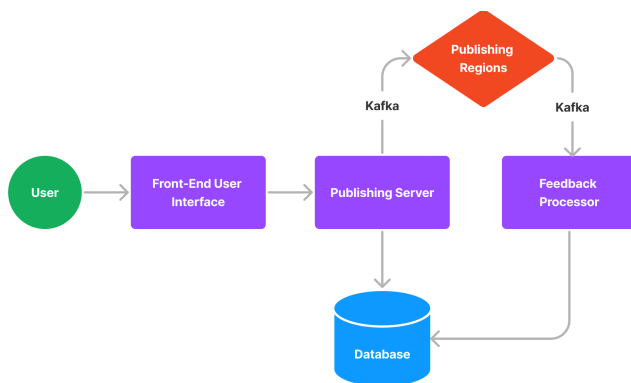 Publishing
Regions
Kafka
Kafka
User
Front-End User
Interface
Publishing Server
Feedback
Processor
Database